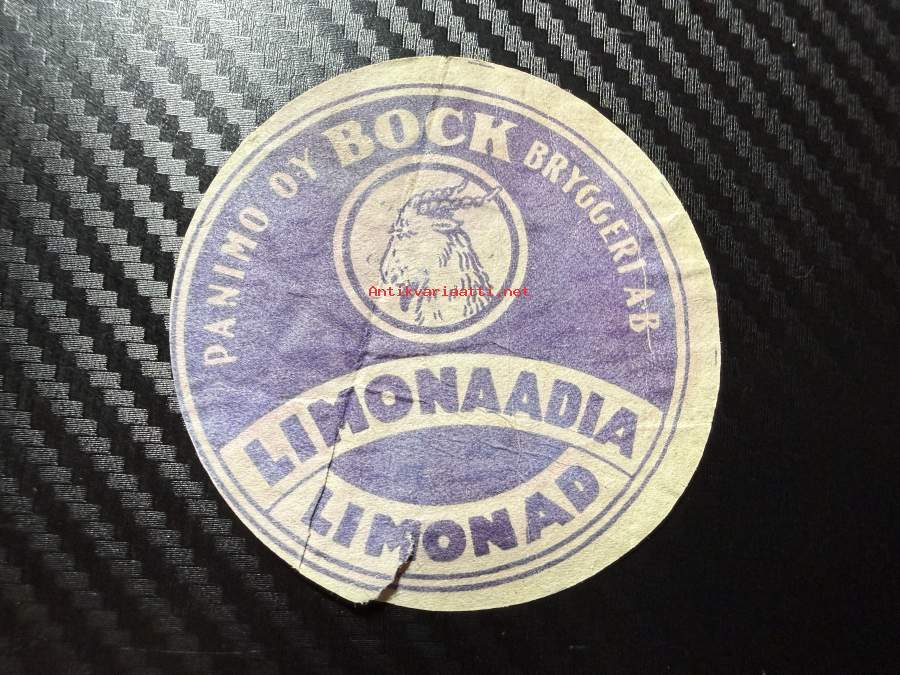 PANIMO OY BOCK BRYGGERI AB
Antikvariaatti.net
LIMONAADIA
LIMONAD